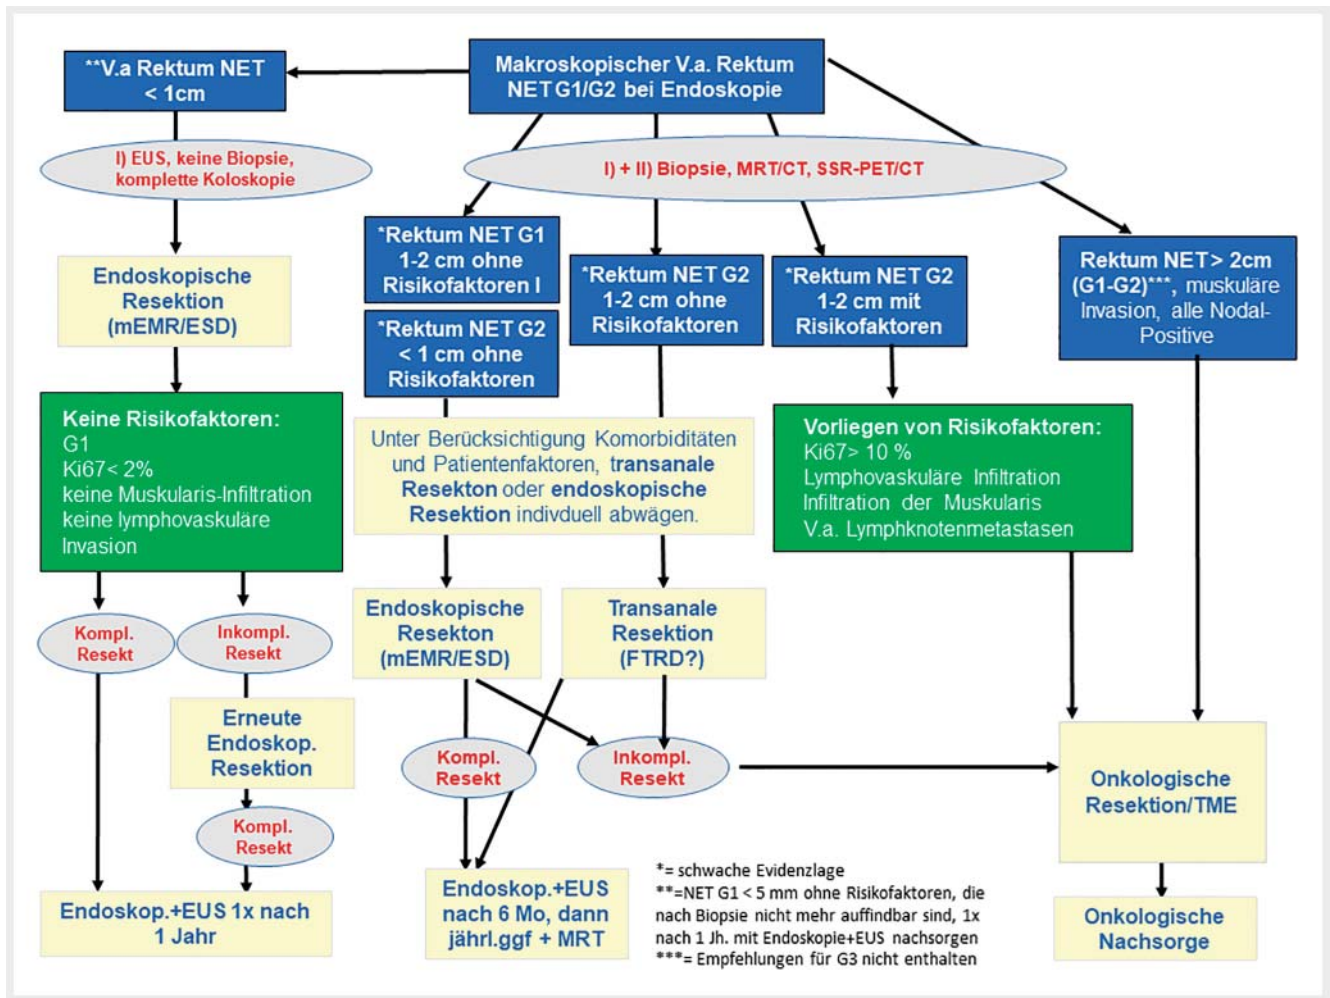 **V.a Rektum NET
< 1cm
Makroskopischer V.a. Rektum
NET G1/G2 bei Endoskopie
I) EUS, keine Biopsie,
komplette Koloskopie
I) + II) Biopsie, MRT/CT, SSR-PET/CT
Endoskopische
Resektion
(mEMR/ESD)
*Rektum NET G1
1-2 cm ohne
Risikofaktoren I
*Rektum NET G2
< 1 cm ohne
Risikofaktoren
*Rektum NET G2
1-2 cm ohne
Risikofaktoren
*Rektum NET G2
1-2 cm mit
Risikofaktoren
Rektum NET > 2cm
(G1-G2)***, muskuläre
Invasion, alle Nodal-
Positive
Keine Risikofaktoren:
G1
Ki67< 2%
keine Muskularis-Infiltration
keine lymphovaskuläre
Invasion
Unter Berücksichtigung Komorbiditäten
und Patientenfaktoren, transanale
Resekton oder endoskopische
Resektion indivduell abwägen.
Vorliegen von Risikofaktoren:
Ki67> 10 %
Lymphovaskuläre Infiltration
Infiltration der Muskularis
V.a. Lymphknotenmetastasen
Kompl.
Resekt
Inkompl.
Resekt
Endoskopische
Resekton
(mEMR/ESD)
Transanale
Resektion
(FTRD?)
Erneute
Endoskop.
Resektion
Kompl.
Resekt
Kompl.
Resekt
Inkompl.
Resekt
Onkologische
Resektion/TME
Endoskop.+EUS 1x nach
1 Jahr
Endoskop.+EUS
nach 6 Mo, dann
jährl.ggf + MRT
*= schwache Evidenzlage
**=NET G1 < 5 mm ohne Risikofaktoren, die
nach Biopsie nicht mehr auffindbar sind, 1x
nach 1 Jh. mit Endoskopie+EUS nachsorgen
***= Empfehlungen für G3 nicht enthalten
Onkologische
Nachsorge